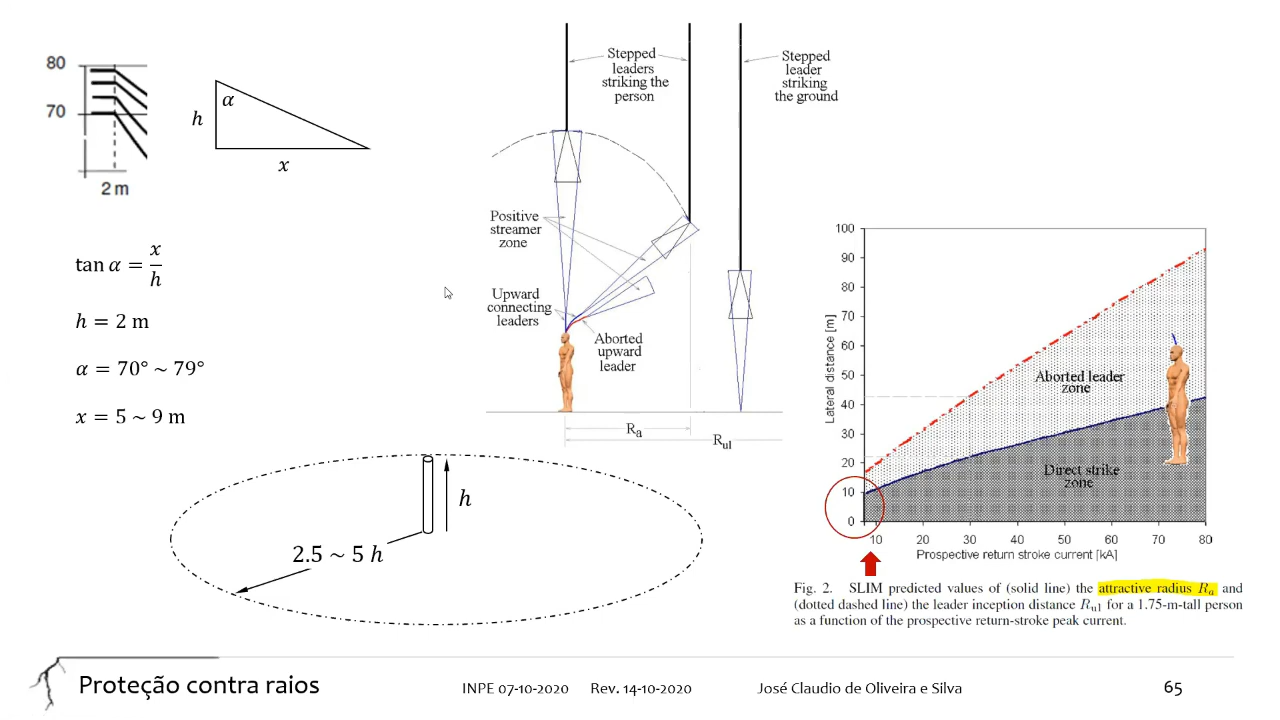 80
70
2 m
α
h
x
tan α = x/h
h = 2 m
α = 70° ~ 79°
x = 5 ~ 9 m
Stepped
leaders
striking the
person
Stepped
leader
striking
the ground
Positive
streamer
zone
Upward
connecting
leaders
Aborted
upward
leader
Ra
Rul
h
2.5 ~ 5 h
Lateral distance [m]
100
90
80
70
60
50
40
30
20
10
0
Aborted leader
zone
Direct strike
zone
10 20 30 40 50 60 70 80
Prospective return stroke current [kA]
Fig. 2. SLIM predicted values of (solid line) the attractive radius Ra and
(dotted dashed line) the leader inception distance Rul for a 1.75-m-tall person
as a function of the prospective return-stroke peak current.
Proteção contra raios
INPE 07-10-2020 Rev. 14-10-2020
José Claudio de Oliveira e Silva
65